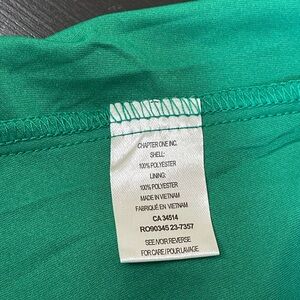 CHAPTER ONE INC.
SHELL:
100% POLYESTER
LINING:
100% POLYESTER
MADE IN VIETNAM
FABRIQUÉ EN VIETNAM
CA 34514
RO90345 23-7357
SEE/VOIR REVERSE
FOR CARE/POUR LAVAGE